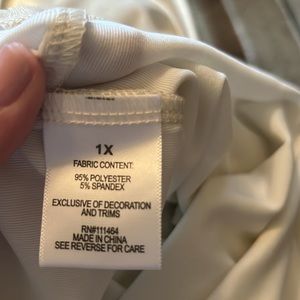 1X
FABRIC CONTENT:
95% POLYESTER
5% SPANDEX
EXCLUSIVE OF DECORATION
AND TRIMS
RN#111464
MADE IN CHINA
SEE REVERSE FOR CARE